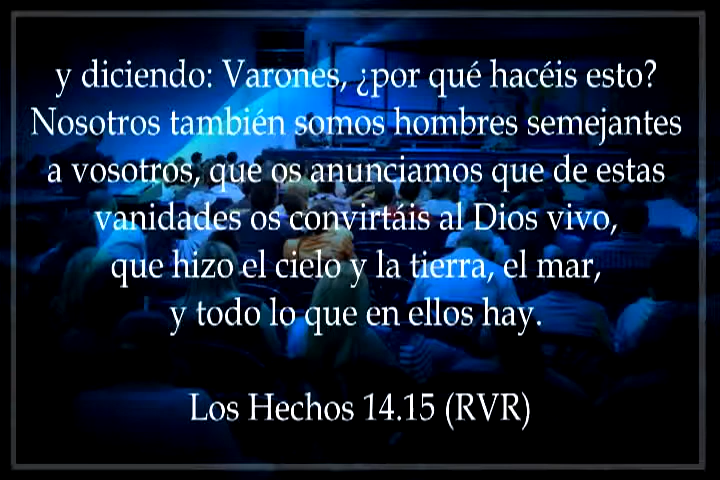 y diciendo: Varones, ¿por qué hacéis esto?
Nosotros también somos hombres semejantes
a vosotros, que os anunciamos que de estas
vanidades os convirtáis al Dios vivo,
que hizo el cielo y la tierra, el mar,
y todo lo que en ellos hay.
Los Hechos 14.15 (RVR)